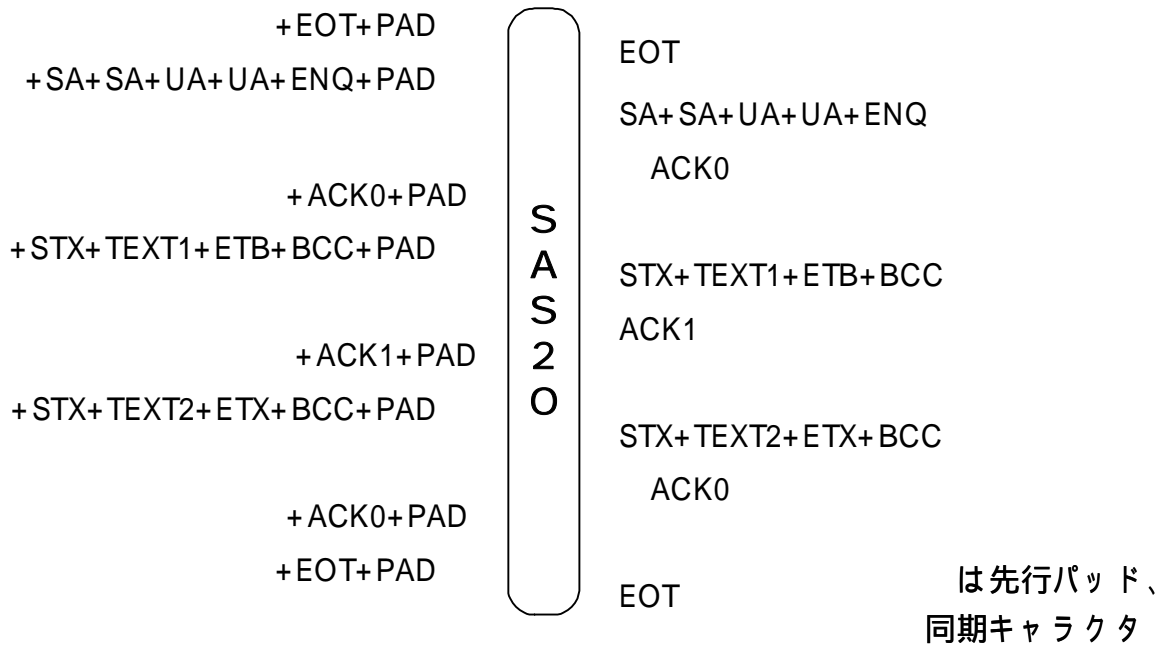 +EOT+PAD
EOT
+SA+SA+UA+UA+ENQ+PAD
SA+SA+UA+UA+ENQ
ACK0
+ACK0+PAD
+STX+TEXT1+ETB+BCC+PAD
STX+TEXT1+ETB+BCC
ACK1
+ACK1+PAD
+STX+TEXT2+ETX+BCC+PAD
STX+TEXT2+ETX+BCC
ACK0
+ACK0+PAD
+EOT+PAD
EOT
SAS20
は先行パッド、
同期キャラクタ